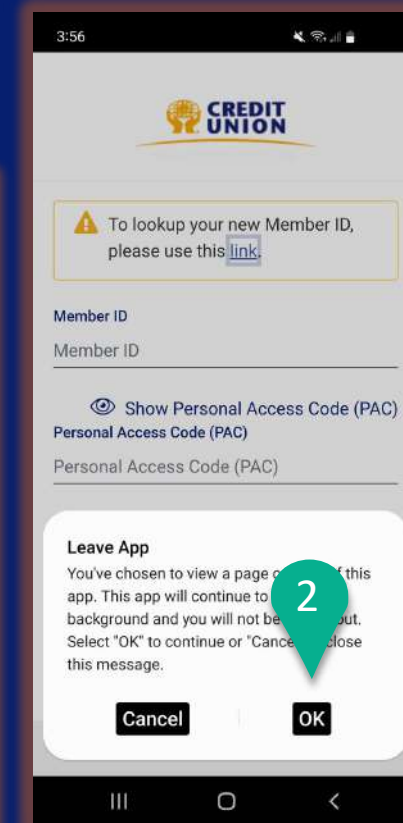 3:56
CREDIT
UNION
To lookup your new Member ID,
please use this link.
Member ID
Member ID
Show Personal Access Code (PAC)
Personal Access Code (PAC)
Personal Access Code (PAC)
Leave App
You've chosen to view a page of this
app. This app will continue to
2
background and you will not be out.
Select "OK" to continue or "Cance close
this message.
Cancel
OK